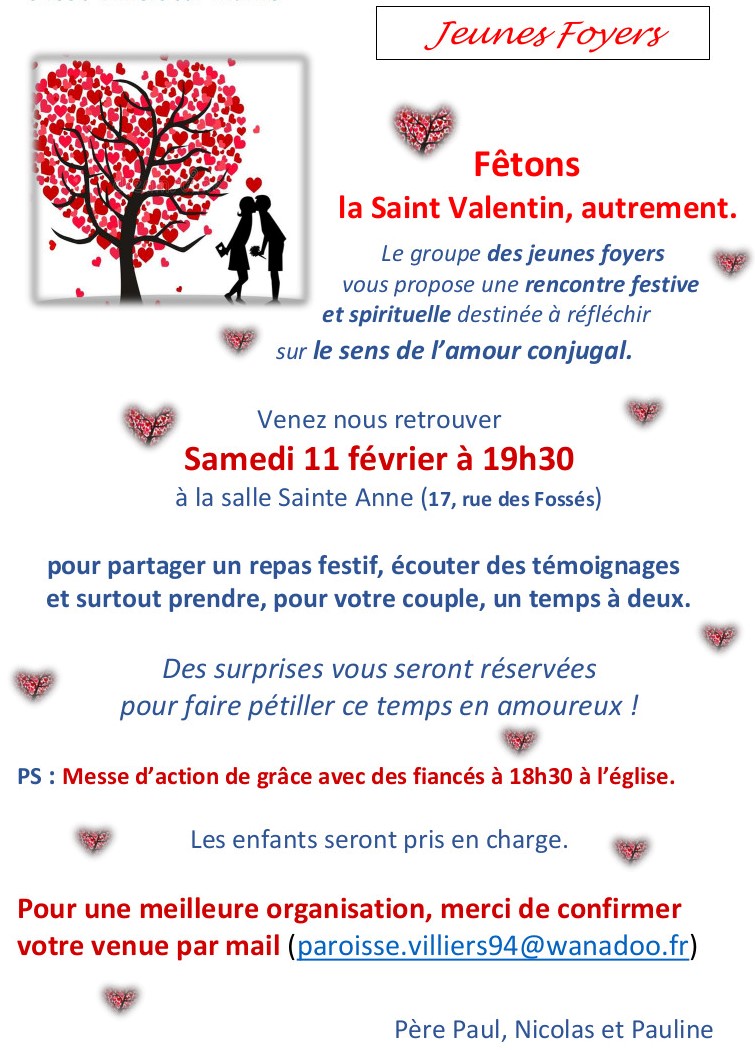 Jeunes Foyers
Fêtons
la Saint Valentin, autrement.
Le groupe des jeunes foyers
vous propose une rencontre festive
et spirituelle destinée à réfléchir
sur le sens de l’amour conjugal.
Venez nous retrouver
Samedi 11 février à 19h30
à la salle Sainte Anne (17, rue des Fossés)
pour partager un repas festif, écouter des témoignages
et surtout prendre, pour votre couple, un temps à deux.
Des surprises vous seront réservées
pour faire pétiller ce temps en amoureux !
PS : Messe d’action de grâce avec des fiancés à 18h30 à l’église.
Les enfants seront pris en charge.
Pour une meilleure organisation, merci de confirmer
votre venue par mail (paroisse.villiers94@wanadoo.fr)
Père Paul, Nicolas et Pauline